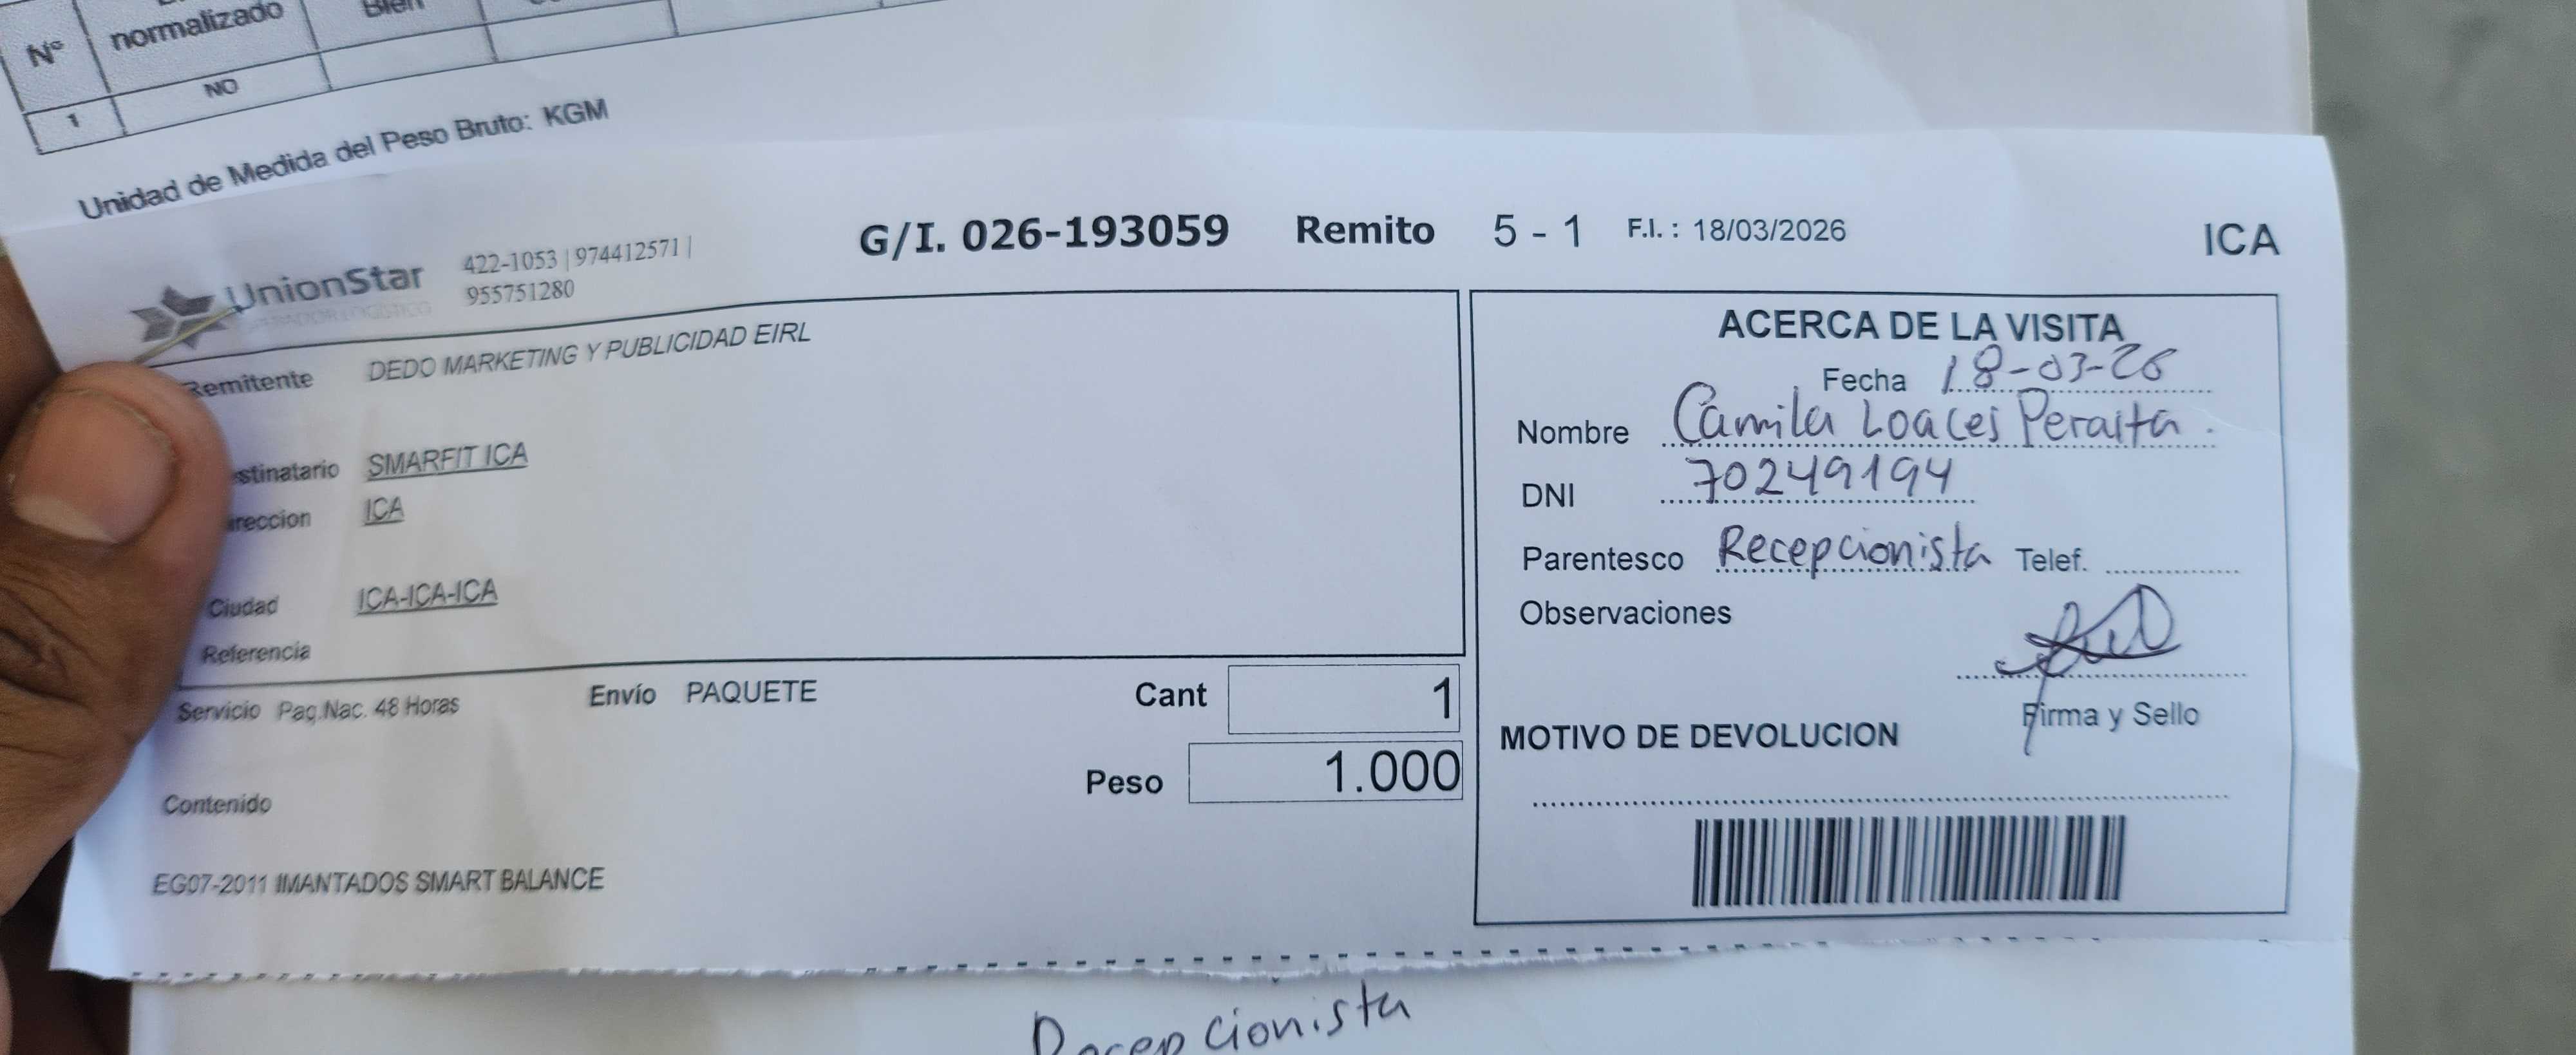 N° normalizado Bien
1 NO
Unidad de Medida del Peso Bruto: KGM
UnionStar
422-1053 | 974412571 |
955751280
G/I. 026-193059 Remito 5 - 1 F.I. : 18/03/2026 ICA
Remitente DEDO MARKETING Y PUBLICIDAD EIRL
stinatario SMARFIT ICA
ireccion ICA
Ciudad ICA-ICA-ICA
Referencia
Servicio Paq.Nac. 48 Horas Envío PAQUETE Cant 1
Peso 1.000
Contenido
EG07-2011 IMANTADOS SMART BALANCE
ACERCA DE LA VISITA
Fecha 18-03-26
Nombre Camila Loaces Peralta.
DNI 70249194
Parentesco Recepcionista Telef.
Observaciones
Firma y Sello
MOTIVO DE DEVOLUCION
Recepcionista